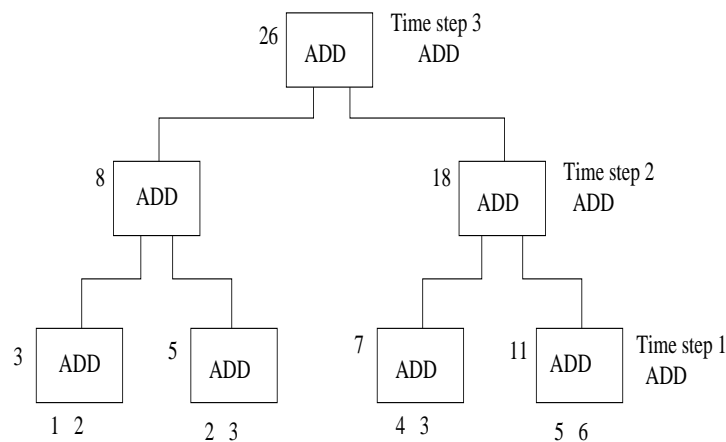 26 ADD Time step 3
ADD
8 ADD 18 ADD Time step 2
ADD
3 ADD 5 ADD 7 ADD 11 ADD Time step 1
ADD
1 2 2 3 4 3 5 6